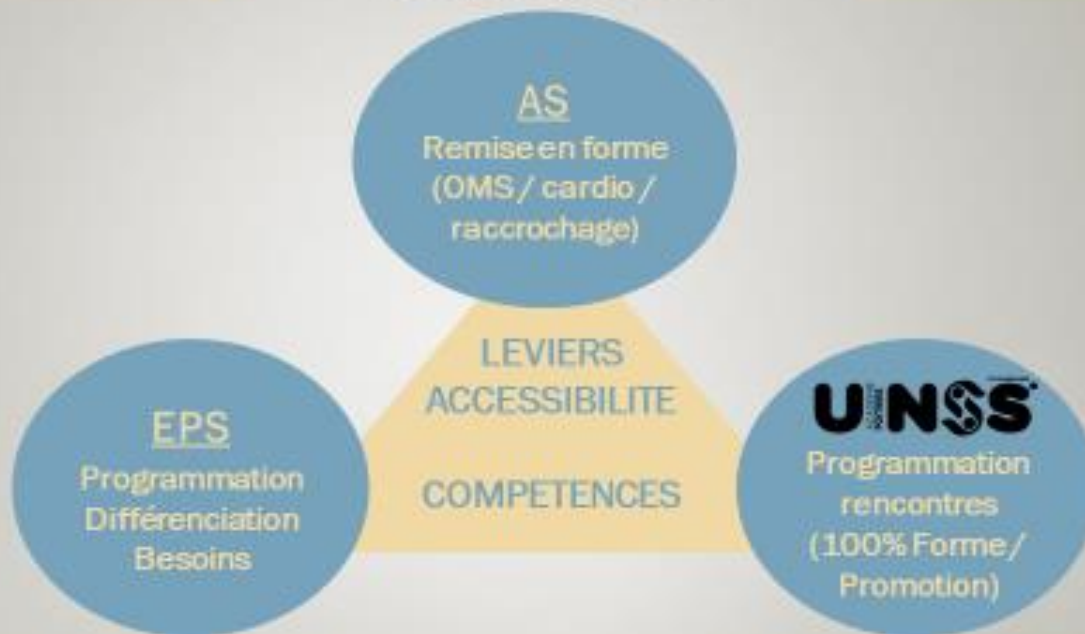 AS
Remise en forme
(OMS / cardio /
raccrochage)
LEVIERS
ACCESSIBILITE
COMPETENCES
EPS
Programmation
Différenciation
Besoins
UNSS
Programmation
rencontres
(100% Forme /
Promotion)